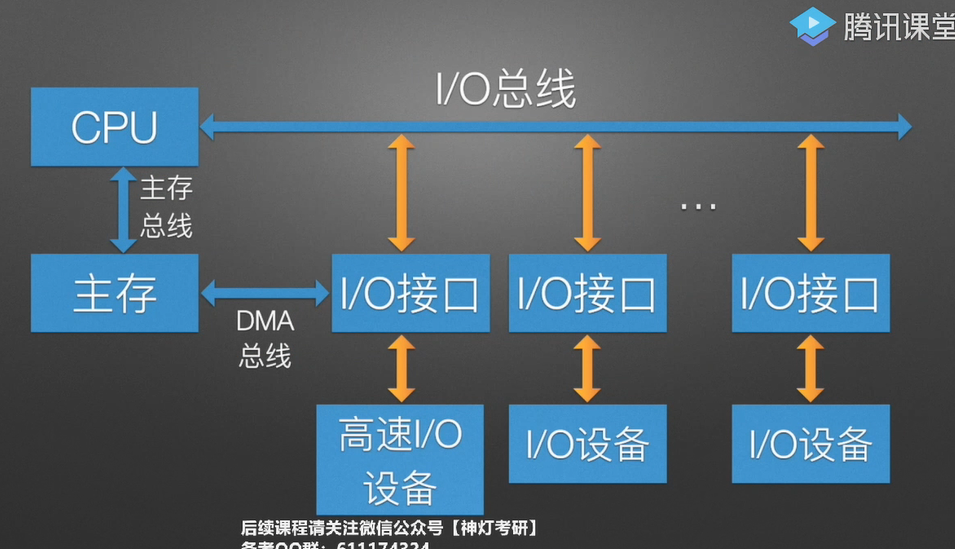 腾讯课堂
I/O总线
CPU
主存
总线
...
主存
DMA
总线
I/O接口
I/O接口
I/O接口
高速I/O
设备
I/O设备
I/O设备
后续课程请关注微信公众号【神灯考研】
备考QQ群：611174324